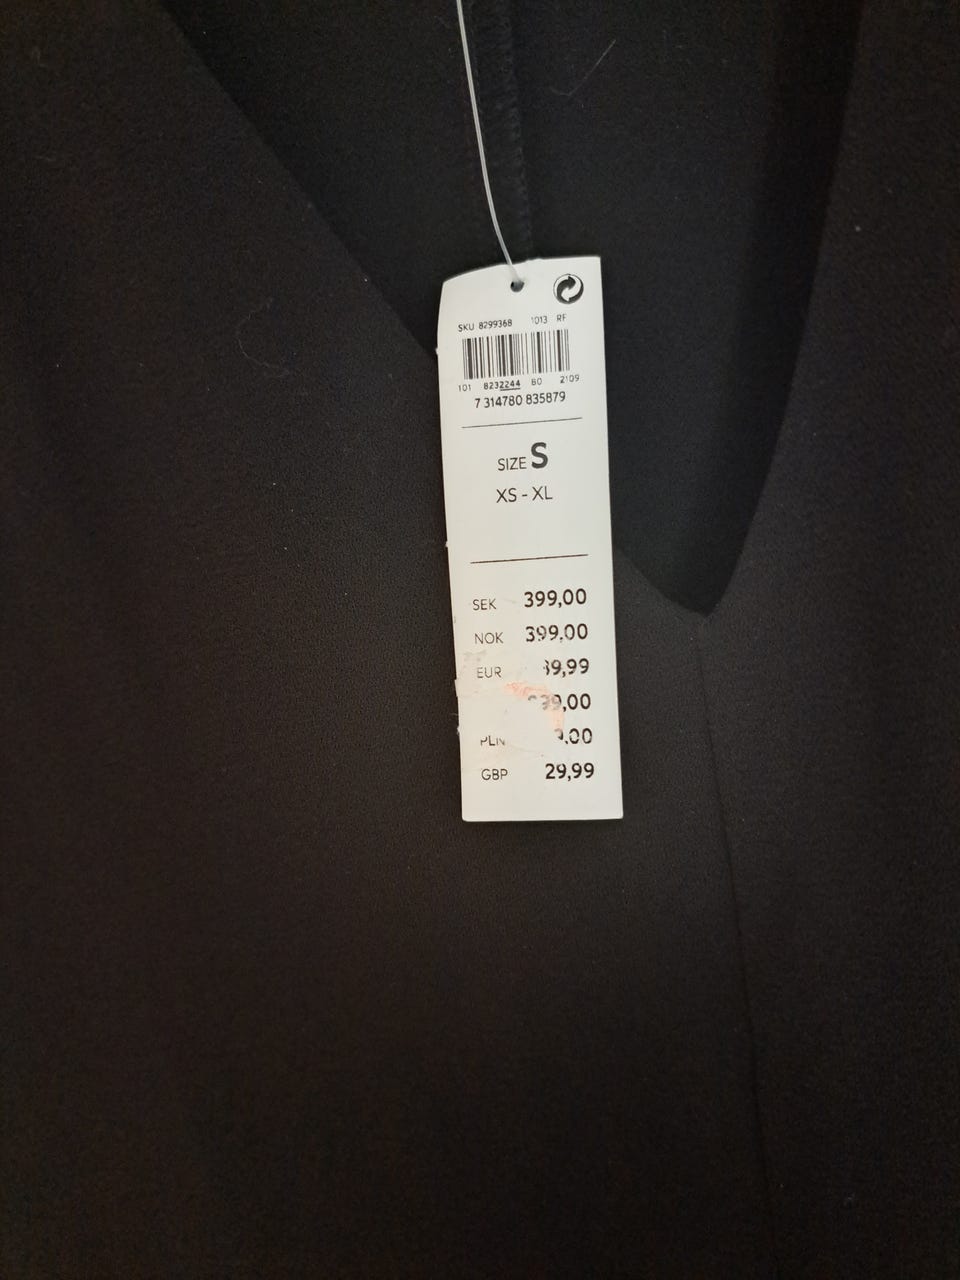 SKU 8299368 1013 RF
101 8232244 B0 2109
7 314780 835879
SIZE S
XS - XL
SEK 399,00
NOK 399,00
EUR
PLN
GBP 29,99